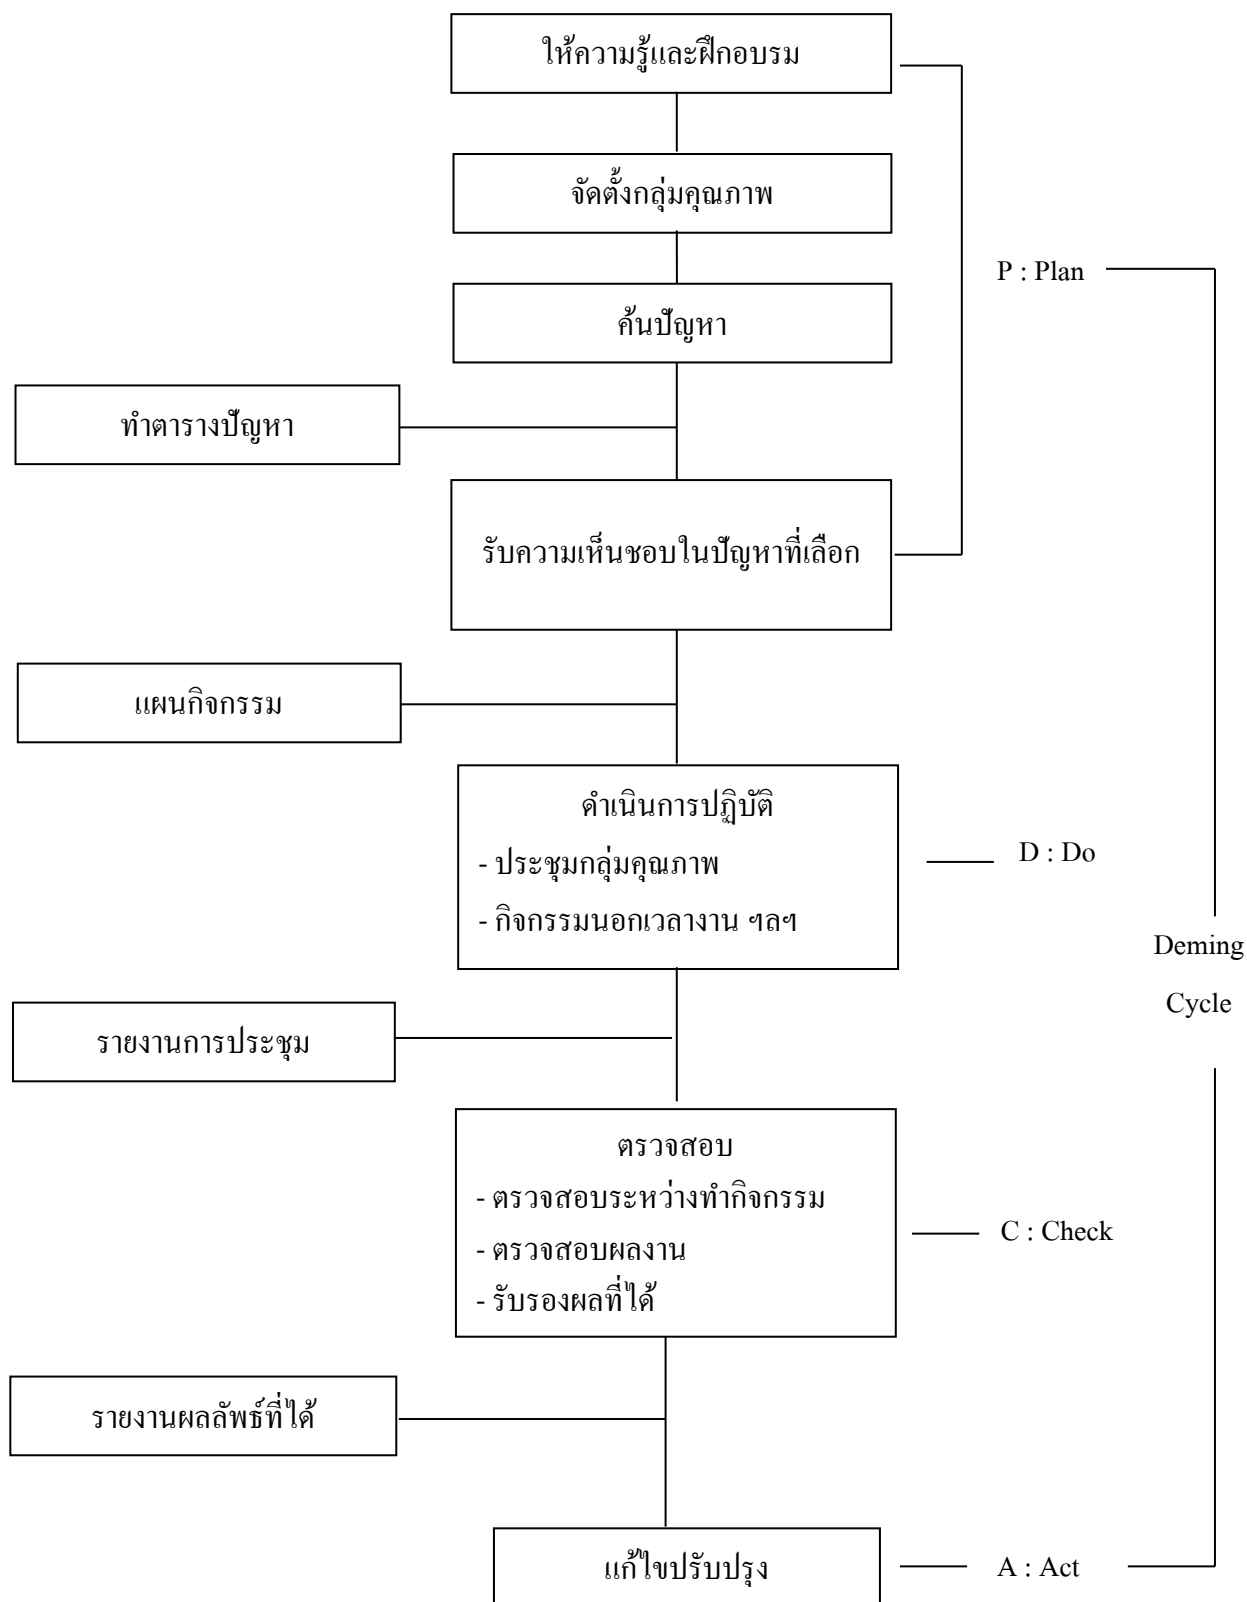 ให้ความรู้และฝึกอบรม
จัดตั้งกลุ่มคุณภาพ
P : Plan
ค้นปัญหา
ทำตารางปัญหา
รับความเห็นชอบในปัญหาที่เลือก
แผนกิจกรรม
ดำเนินการปฏิบัติ
- ประชุมกลุ่มคุณภาพ
- กิจกรรมนอกเวลางาน ฯลฯ
D : Do
Deming
Cycle
รายงานการประชุม
ตรวจสอบ
- ตรวจสอบระหว่างทำกิจกรรม
- ตรวจสอบผลงาน
- รับรองผลที่ได้
C : Check
รายงานผลลัพธ์ที่ได้
แก้ไขปรับปรุง
A : Act